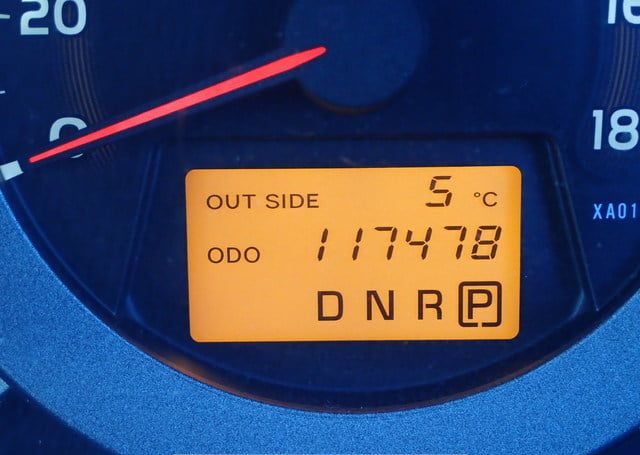 20
0
18
XA01
OUT SIDE 5 °C
ODO 117478
D N R P